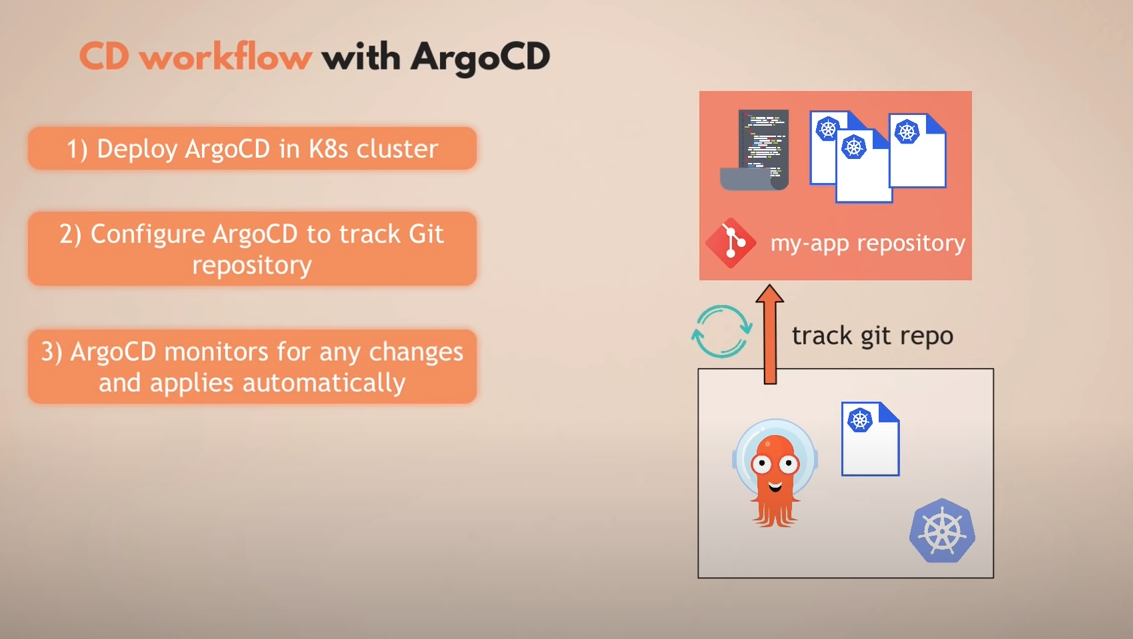 CD workflow with ArgoCD
1) Deploy ArgoCD in K8s cluster
2) Configure ArgoCD to track Git
repository
3) ArgoCD monitors for any changes
and applies automatically
my-app repository
track git repo